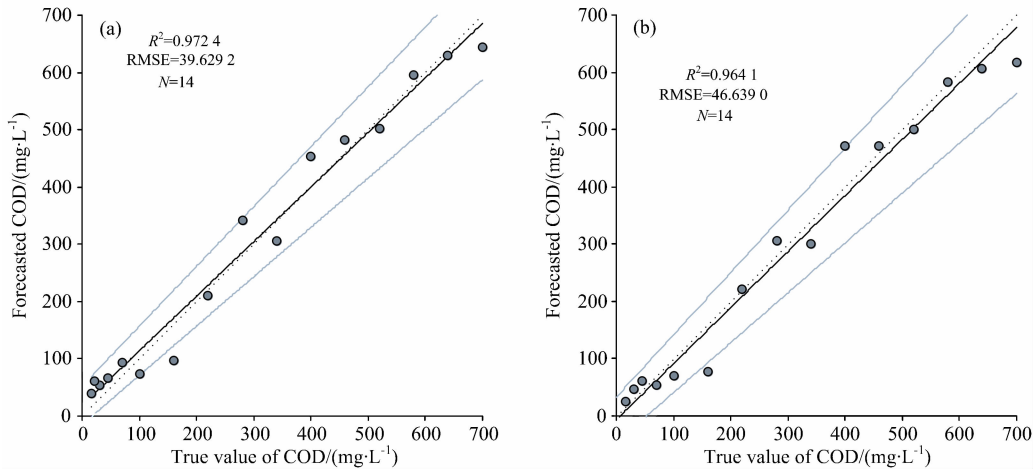 (a)
R²=0.972 4
RMSE=39.629 2
N=14
700
600
500
400
300
200
100
0
0 100 200 300 400 500 600 700
Forecasted COD/(mg·L⁻¹)
True value of COD/(mg·L⁻¹)
(b)
R²=0.964 1
RMSE=46.639 0
N=14
700
600
500
400
300
200
100
0
0 100 200 300 400 500 600 700
Forecasted COD/(mg·L⁻¹)
True value of COD/(mg·L⁻¹)